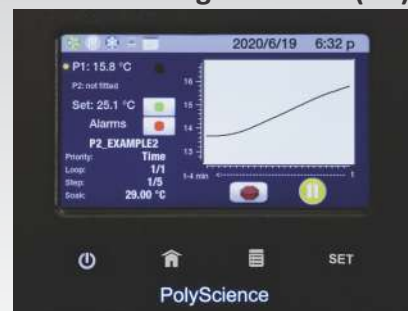 2020/6/19 6:32 p
P1: 15.8 °C
P2: not fitted
Set: 25.1 °C
Alarms
P2_EXAMPLE2
Priority: Time
Loop: 1/1
Step: 1/5
Soak: 29.00 °C
16
15
14
13
1-4 min 1
SET
PolyScience